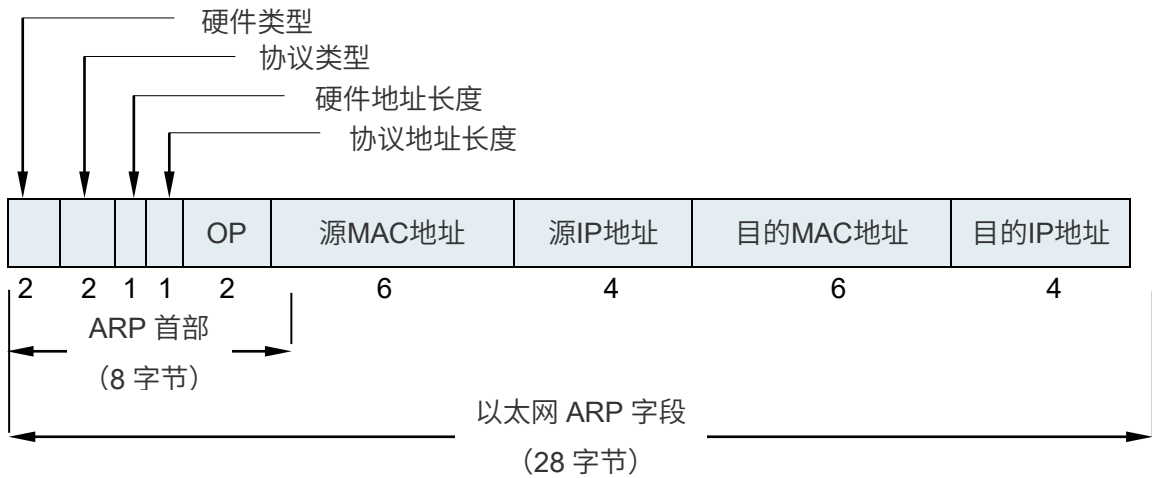 硬件类型
协议类型
硬件地址长度
协议地址长度
OP 源MAC地址 源IP地址 目的MAC地址 目的IP地址
2 2 1 1 2 6 4 6 4
ARP 首部
（8 字节）
以太网 ARP 字段
（28 字节）